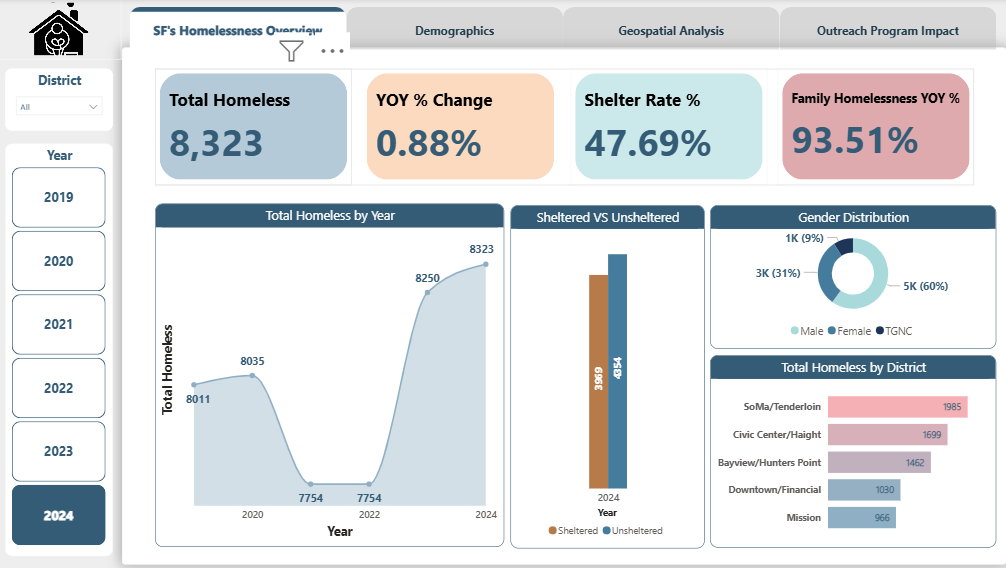 SF's Homelessness Overview
Demographics
Geospatial Analysis
Outreach Program Impact
District
All
Year
2019
2020
2021
2022
2023
2024
Total Homeless
8,323
YOY % Change
0.88%
Shelter Rate %
47.69%
Family Homelessness YOY %
93.51%
Total Homeless by Year
Total Homeless
8011
8035
7754
7754
8250
8323
2020
2022
2024
Year
Sheltered VS Unsheltered
3969
4354
2024
Year
Sheltered
Unsheltered
Gender Distribution
1K (9%)
3K (31%)
5K (60%)
Male
Female
TGNC
Total Homeless by District
SoMa/Tenderloin
1985
Civic Center/Haight
1699
Bayview/Hunters Point
1462
Downtown/Financial
1030
Mission
966